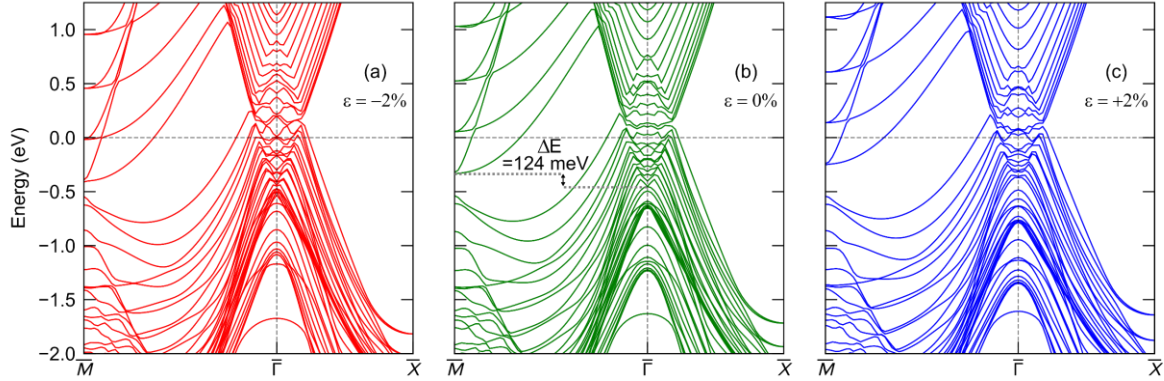 Energy (eV)
1.0
0.5
0.0
−0.5
−1.0
−1.5
−2.0
(a)
ε = −2%
M̅
Γ̅
X̅
(b)
ε = 0%
ΔE
=124 meV
M̅
Γ̅
X̅
(c)
ε = +2%
M̅
Γ̅
X̅